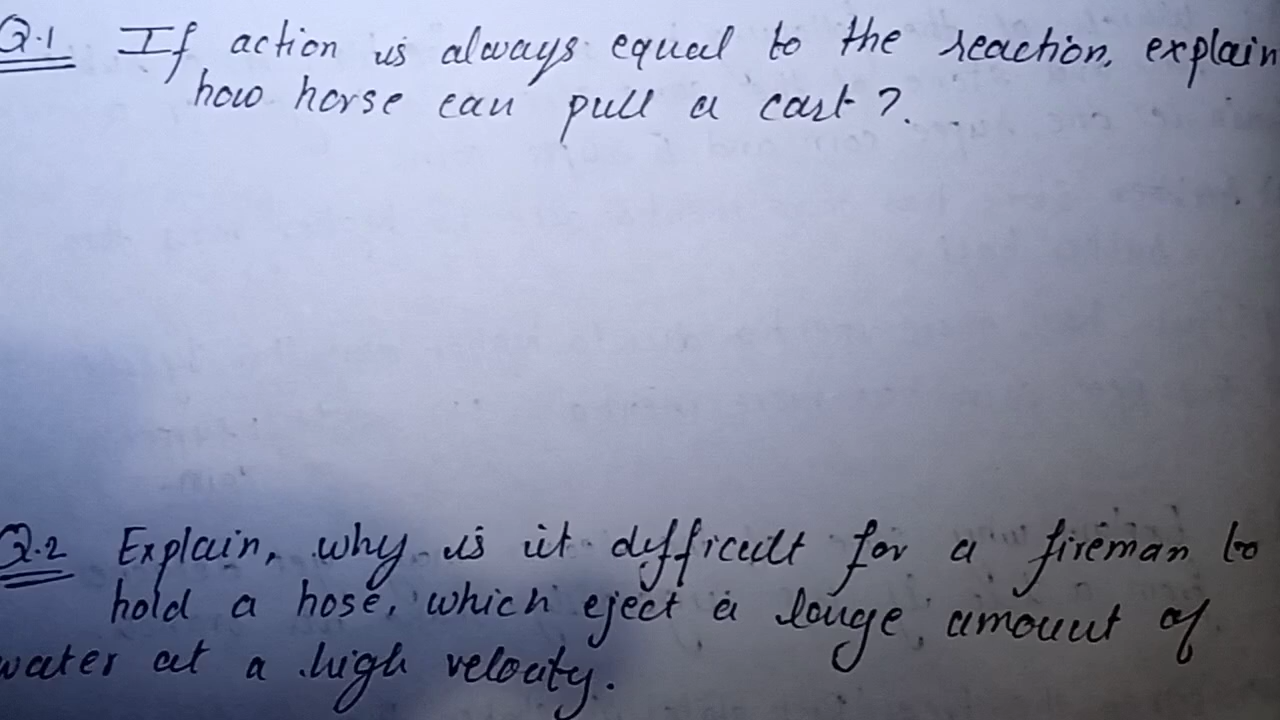 Q.1 If action is always equal to the reaction, explain
how horse can pull a cart ?.
Q.2 Explain, why is it difficult for a fireman to
hold a hose, which eject a large amount of
water at a high velocity.